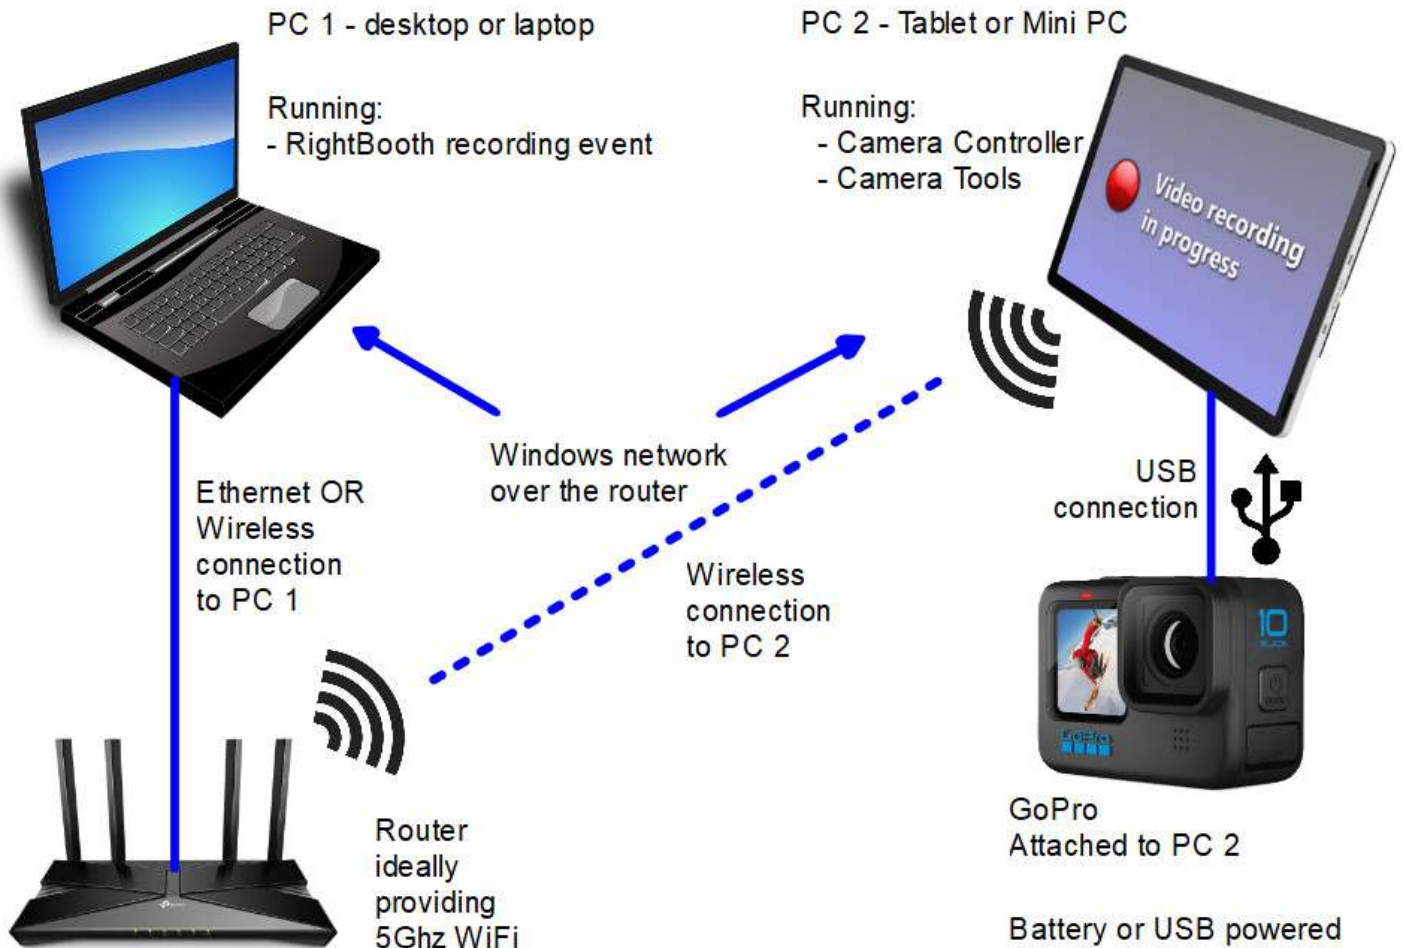 PC 1 - desktop or laptop
Running:
- RightBooth recording event
PC 2 - Tablet or Mini PC
Running:
- Camera Controller
- Camera Tools
Video recording
in progress
Windows network
over the router
Ethernet OR
Wireless
connection
to PC 1
Wireless
connection
to PC 2
USB
connection
10
BLACK
GoPro
Router
ideally
providing
5Ghz WiFi
GoPro
Attached to PC 2
Battery or USB powered